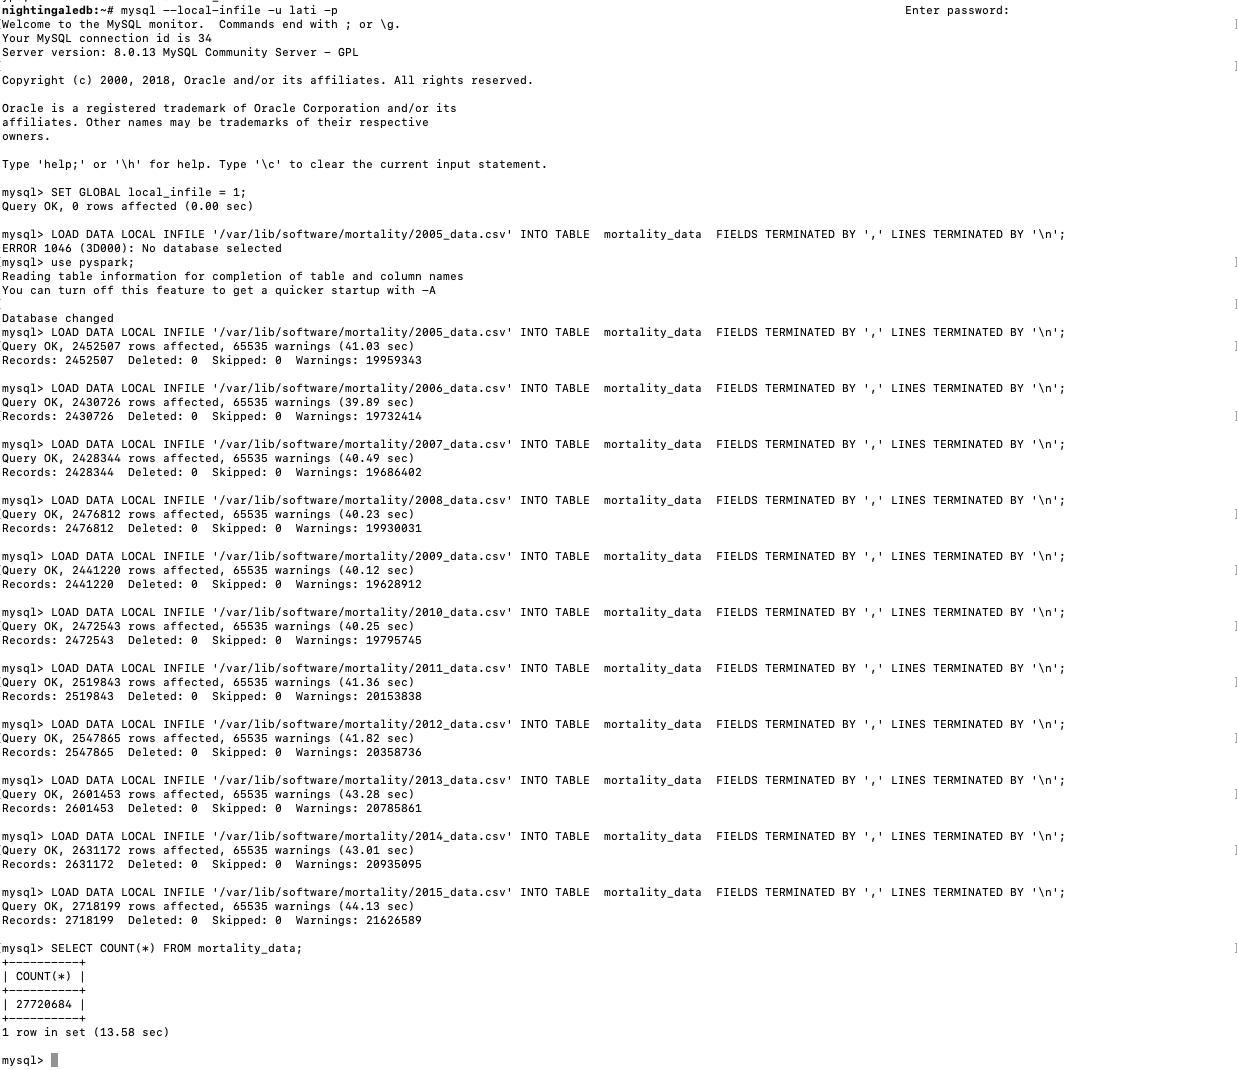 nightingaledb:~# mysql --local-infile -u lati -p Enter password:
Welcome to the MySQL monitor.  Commands end with ; or \g.
Your MySQL connection id is 34
Server version: 8.0.13 MySQL Community Server - GPL
Copyright (c) 2000, 2018, Oracle and/or its affiliates. All rights reserved.
Oracle is a registered trademark of Oracle Corporation and/or its
affiliates. Other names may be trademarks of their respective
owners.
Type 'help;' or '\h' for help. Type '\c' to clear the current input statement.
mysql> SET GLOBAL local_infile = 1;
Query OK, 0 rows affected (0.00 sec)
mysql> LOAD DATA LOCAL INFILE '/var/lib/software/mortality/2005_data.csv' INTO TABLE  mortality_data  FIELDS TERMINATED BY ',' LINES TERMINATED BY '\n';
ERROR 1046 (3D000): No database selected
[mysql> use pyspark; ]
Reading table information for completion of table and column names
You can turn off this feature to get a quicker startup with -A
Database changed
mysql> LOAD DATA LOCAL INFILE '/var/lib/software/mortality/2005_data.csv' INTO TABLE  mortality_data  FIELDS TERMINATED BY ',' LINES TERMINATED BY '\n';
Query OK, 2452507 rows affected, 65535 warnings (41.03 sec)
Records: 2452507  Deleted: 0  Skipped: 0  Warnings: 19959343
mysql> LOAD DATA LOCAL INFILE '/var/lib/software/mortality/2006_data.csv' INTO TABLE  mortality_data  FIELDS TERMINATED BY ',' LINES TERMINATED BY '\n';
Query OK, 2430726 rows affected, 65535 warnings (39.89 sec)
Records: 2430726  Deleted: 0  Skipped: 0  Warnings: 19732414
mysql> LOAD DATA LOCAL INFILE '/var/lib/software/mortality/2007_data.csv' INTO TABLE  mortality_data  FIELDS TERMINATED BY ',' LINES TERMINATED BY '\n';
Query OK, 2428344 rows affected, 65535 warnings (40.49 sec)
Records: 2428344  Deleted: 0  Skipped: 0  Warnings: 19686402
mysql> LOAD DATA LOCAL INFILE '/var/lib/software/mortality/2008_data.csv' INTO TABLE  mortality_data  FIELDS TERMINATED BY ',' LINES TERMINATED BY '\n';
Query OK, 2476812 rows affected, 65535 warnings (40.23 sec)
Records: 2476812  Deleted: 0  Skipped: 0  Warnings: 19930031
mysql> LOAD DATA LOCAL INFILE '/var/lib/software/mortality/2009_data.csv' INTO TABLE  mortality_data  FIELDS TERMINATED BY ',' LINES TERMINATED BY '\n';
Query OK, 2441220 rows affected, 65535 warnings (40.12 sec)
Records: 2441220  Deleted: 0  Skipped: 0  Warnings: 19628912
mysql> LOAD DATA LOCAL INFILE '/var/lib/software/mortality/2010_data.csv' INTO TABLE  mortality_data  FIELDS TERMINATED BY ',' LINES TERMINATED BY '\n';
Query OK, 2472543 rows affected, 65535 warnings (40.25 sec)
Records: 2472543  Deleted: 0  Skipped: 0  Warnings: 19795745
mysql> LOAD DATA LOCAL INFILE '/var/lib/software/mortality/2011_data.csv' INTO TABLE  mortality_data  FIELDS TERMINATED BY ',' LINES TERMINATED BY '\n';
Query OK, 2519843 rows affected, 65535 warnings (41.36 sec)
Records: 2519843  Deleted: 0  Skipped: 0  Warnings: 20153838
mysql> LOAD DATA LOCAL INFILE '/var/lib/software/mortality/2012_data.csv' INTO TABLE  mortality_data  FIELDS TERMINATED BY ',' LINES TERMINATED BY '\n';
Query OK, 2547865 rows affected, 65535 warnings (41.82 sec)
Records: 2547865  Deleted: 0  Skipped: 0  Warnings: 20358736
mysql> LOAD DATA LOCAL INFILE '/var/lib/software/mortality/2013_data.csv' INTO TABLE  mortality_data  FIELDS TERMINATED BY ',' LINES TERMINATED BY '\n';
Query OK, 2601453 rows affected, 65535 warnings (43.28 sec)
Records: 2601453  Deleted: 0  Skipped: 0  Warnings: 20785861
mysql> LOAD DATA LOCAL INFILE '/var/lib/software/mortality/2014_data.csv' INTO TABLE  mortality_data  FIELDS TERMINATED BY ',' LINES TERMINATED BY '\n';
Query OK, 2631172 rows affected, 65535 warnings (43.01 sec)
Records: 2631172  Deleted: 0  Skipped: 0  Warnings: 20935095
mysql> LOAD DATA LOCAL INFILE '/var/lib/software/mortality/2015_data.csv' INTO TABLE  mortality_data  FIELDS TERMINATED BY ',' LINES TERMINATED BY '\n';
Query OK, 2718199 rows affected, 65535 warnings (44.13 sec)
Records: 2718199  Deleted: 0  Skipped: 0  Warnings: 21626589
[mysql> SELECT COUNT(*) FROM mortality_data; ]
+----------+
| COUNT(*) |
+----------+
| 27720684 |
+----------+
1 row in set (13.58 sec)
mysql>